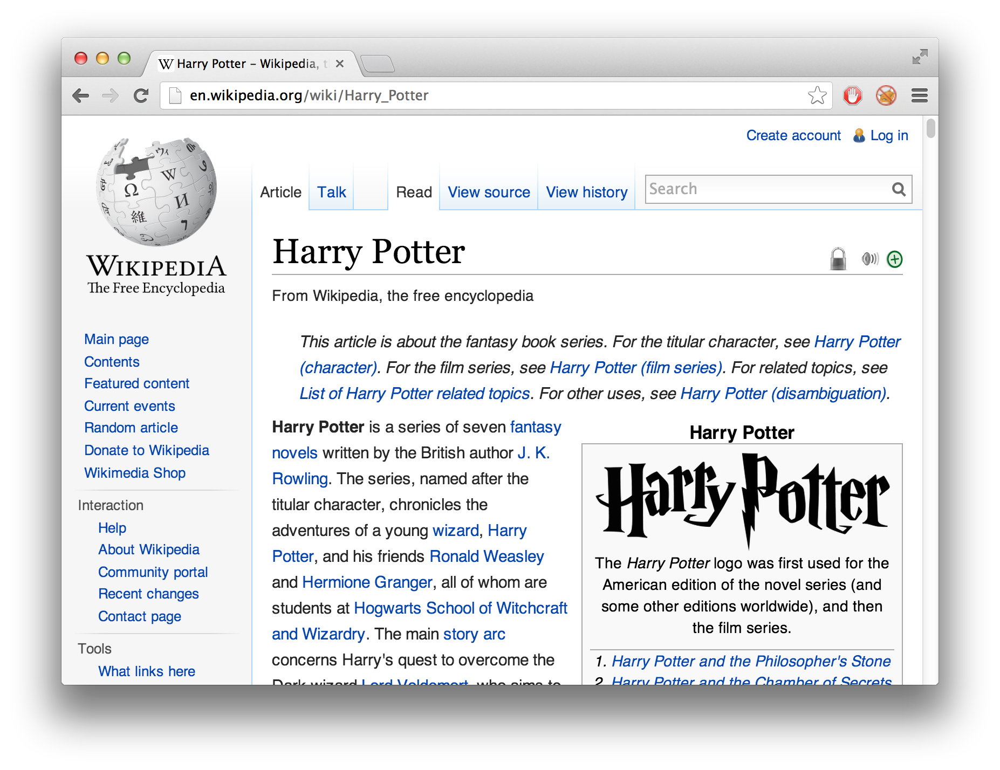 Harry Potter – Wikipedia, t
en.wikipedia.org/wiki/Harry_Potter
Create account Log in
Article Talk Read View source View history Search
WIKIPEDIA
The Free Encyclopedia
Main page
Contents
Featured content
Current events
Random article
Donate to Wikipedia
Wikimedia Shop
Interaction
Help
About Wikipedia
Community portal
Recent changes
Contact page
Tools
What links here
Harry Potter
From Wikipedia, the free encyclopedia
This article is about the fantasy book series. For the titular character, see Harry Potter
(character). For the film series, see Harry Potter (film series). For related topics, see
List of Harry Potter related topics. For other uses, see Harry Potter (disambiguation).
Harry Potter is a series of seven fantasy
novels written by the British author J. K.
Rowling. The series, named after the
titular character, chronicles the
adventures of a young wizard, Harry
Potter, and his friends Ronald Weasley
and Hermione Granger, all of whom are
students at Hogwarts School of Witchcraft
and Wizardry. The main story arc
concerns Harry's quest to overcome the
Dark wizard Lord Voldemort, who aims to
Harry Potter
Harry Potter
The Harry Potter logo was first used for the
American edition of the novel series (and
some other editions worldwide), and then
the film series.
1. Harry Potter and the Philosopher's Stone
2. Harry Potter and the Chamber of Secrets